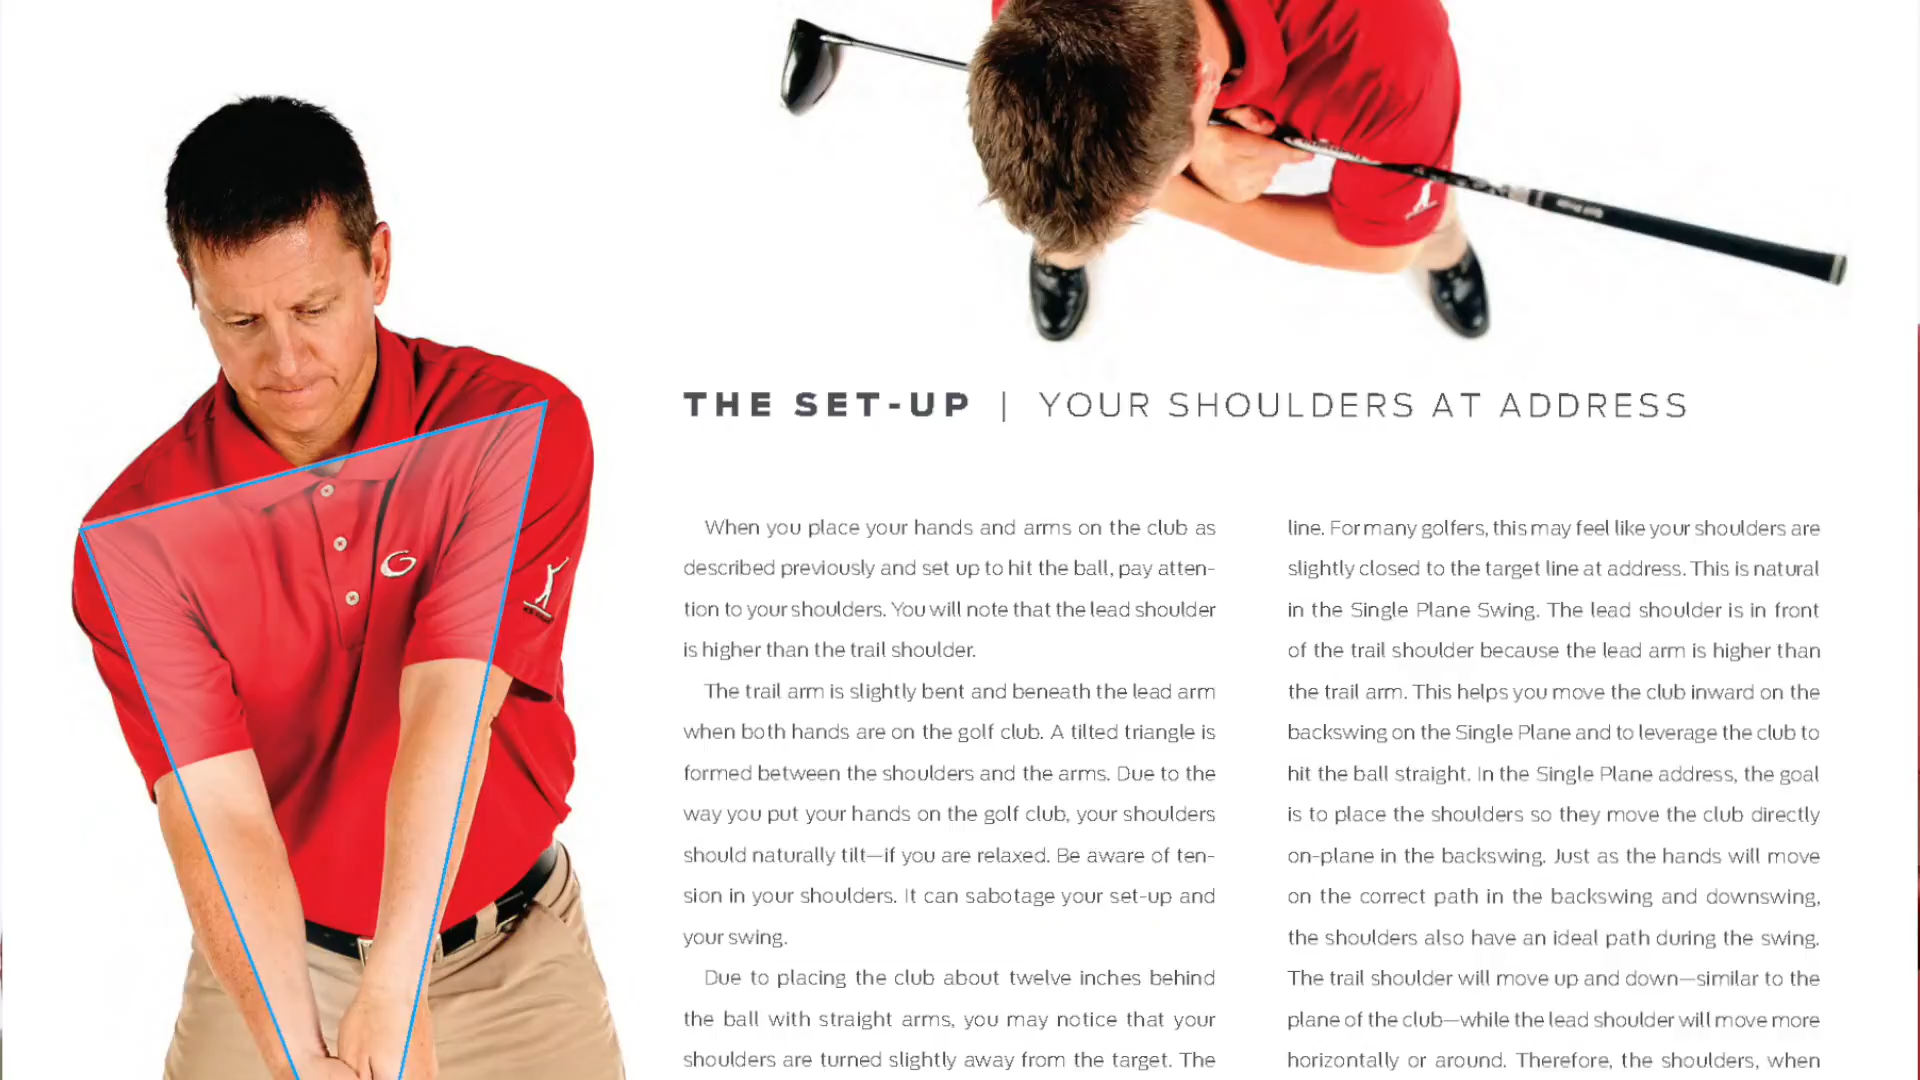 THE SET-UP | YOUR SHOULDERS AT ADDRESS
When you place your hands and arms on the club as
described previously and set up to hit the ball, pay atten-
tion to your shoulders. You will note that the lead shoulder
is higher than the trail shoulder.
The trail arm is slightly bent and beneath the lead arm
when both hands are on the golf club. A tilted triangle is
formed between the shoulders and the arms. Due to the
way you put your hands on the golf club, your shoulders
should naturally tilt—if you are relaxed. Be aware of ten-
sion in your shoulders. It can sabotage your set-up and
your swing.
Due to placing the club about twelve inches behind
the ball with straight arms, you may notice that your
shoulders are turned slightly away from the target. The
line. For many golfers, this may feel like your shoulders are
slightly closed to the target line at address. This is natural
in the Single Plane Swing. The lead shoulder is in front
of the trail shoulder because the lead arm is higher than
the trail arm. This helps you move the club inward on the
backswing on the Single Plane and to leverage the club to
hit the ball straight. In the Single Plane address, the goal
is to place the shoulders so they move the club directly
on-plane in the backswing. Just as the hands will move
on the correct path in the backswing and downswing,
the shoulders also have an ideal path during the swing.
The trail shoulder will move up and down—similar to the
plane of the club—while the lead shoulder will move more
horizontally or around. Therefore, the shoulders, when